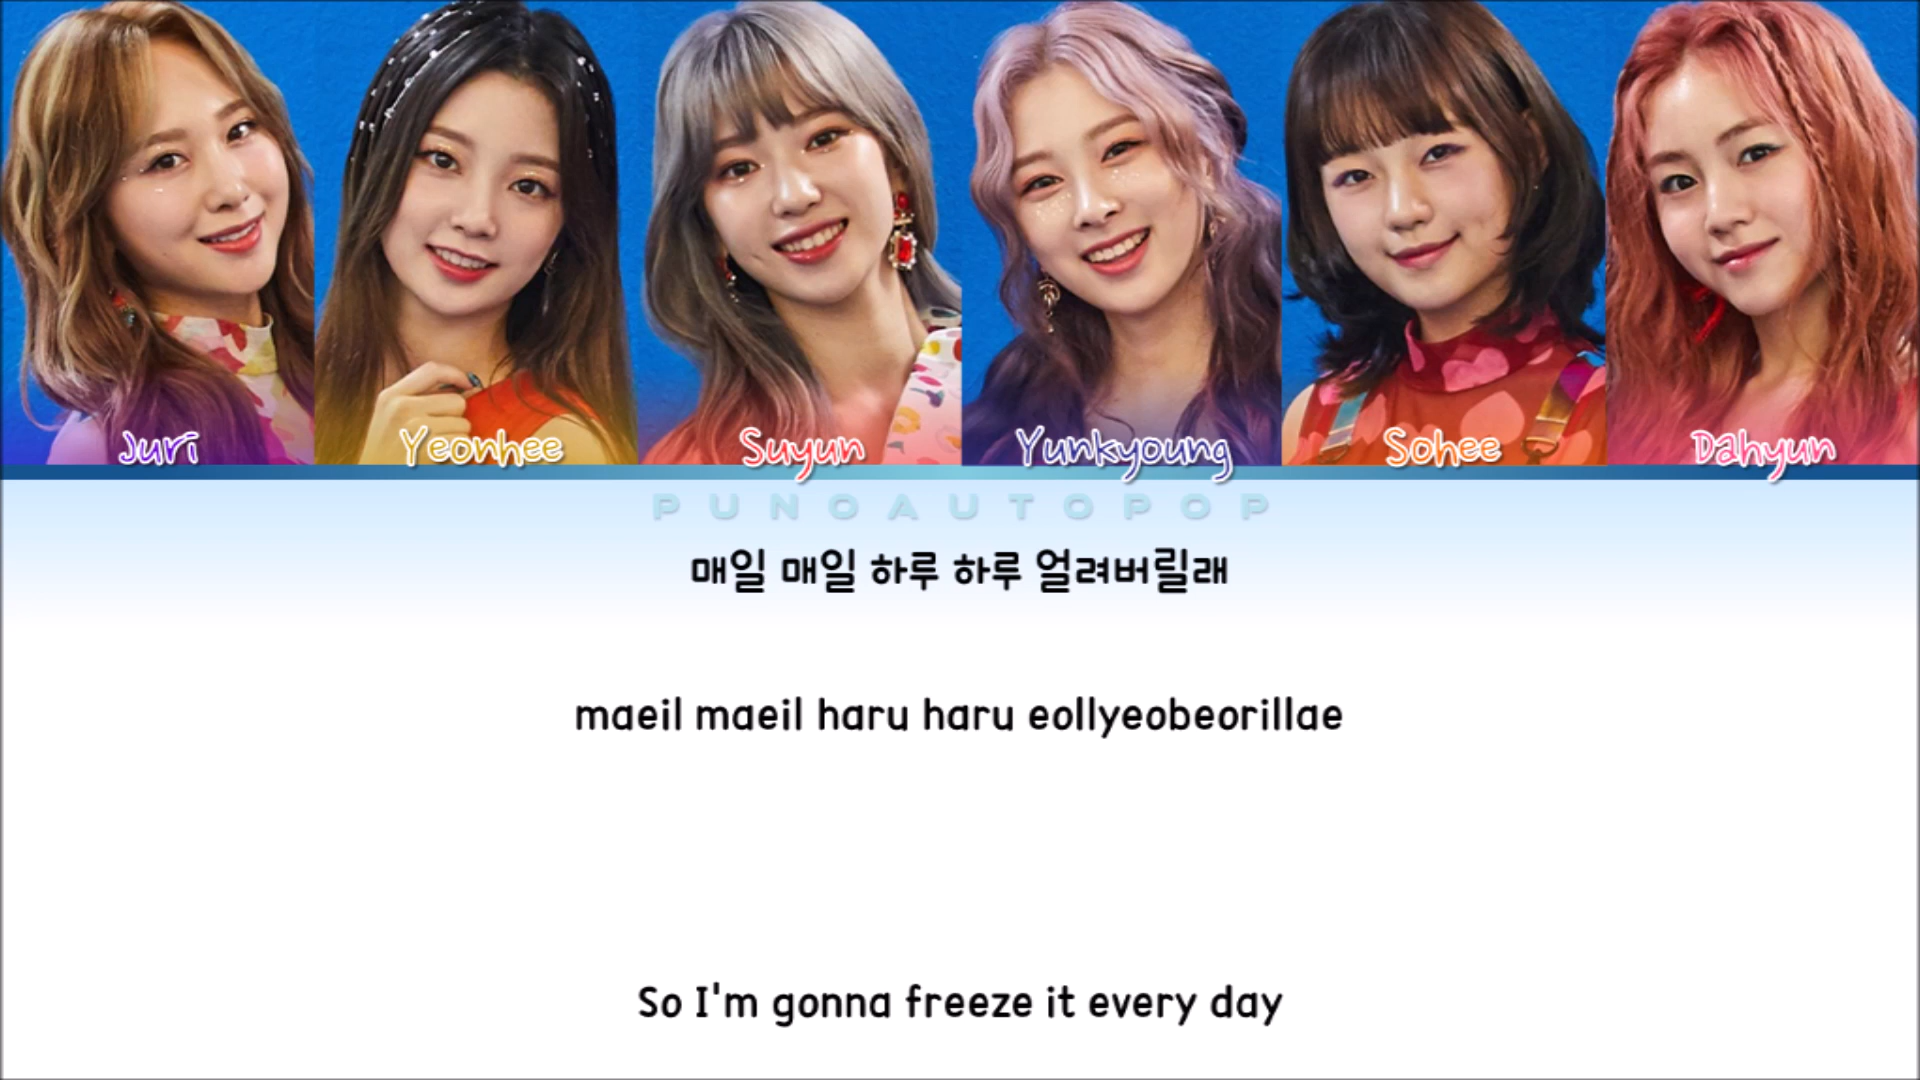 Juri Yeonhee Suyun Yunkyoung Sohee Dahyun
PUNOAUTOPOP
매일 매일 하루 하루 얼려버릴래
maeil maeil haru haru eollyeobeorillae
So I'm gonna freeze it every day